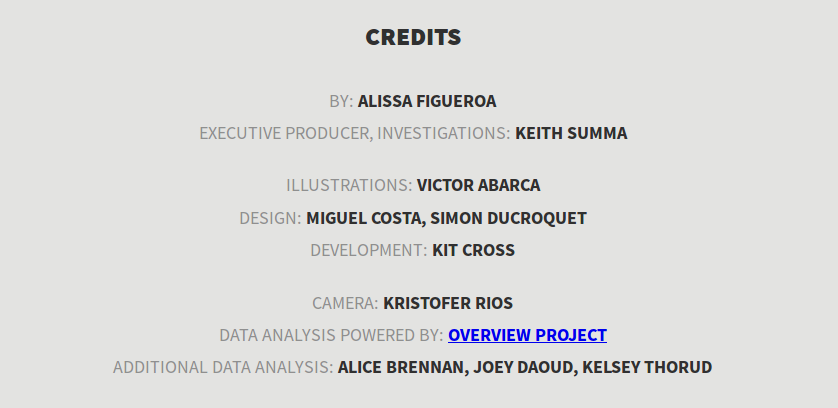 CREDITS
BY: ALISSA FIGUEROA
EXECUTIVE PRODUCER, INVESTIGATIONS: KEITH SUMMA
ILLUSTRATIONS: VICTOR ABARCA
DESIGN: MIGUEL COSTA, SIMON DUCROQUET
DEVELOPMENT: KIT CROSS
CAMERA: KRISTOFER RIOS
DATA ANALYSIS POWERED BY: OVERVIEW PROJECT
ADDITIONAL DATA ANALYSIS: ALICE BRENNAN, JOEY DAOUD, KELSEY THORUD